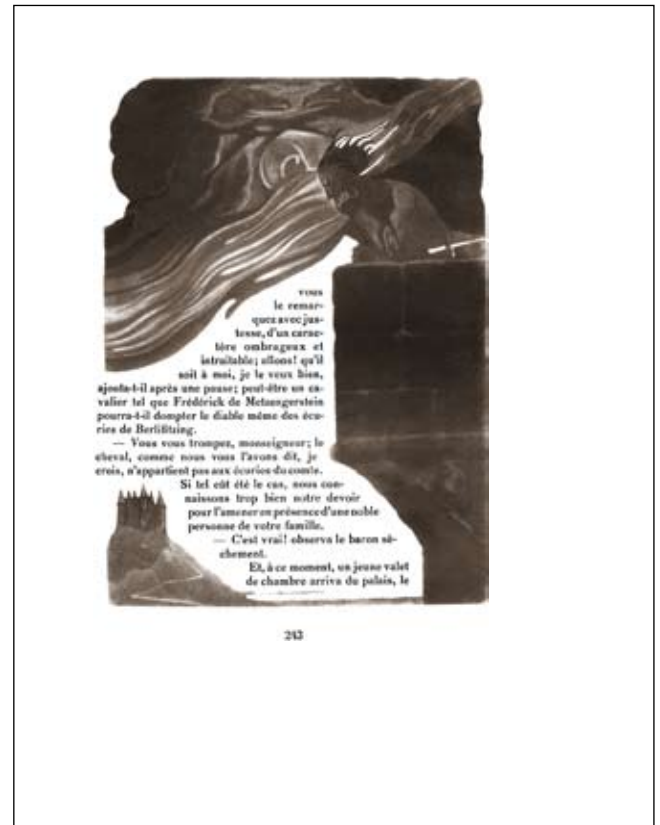 vous
le remar-
quez avec jus-
tesse, d'un carac-
tère ombrageux et
intraitable; allons! qu'il
soit à moi, je le veux bien,
ajouta-t-il après une pause; peut-être un ca-
valier tel que Frédérick de Metzengerstein
pourra-t-il dompter le diable même des écu-
ries de Berlifitzing.
— Vous vous trompez, monseigneur; le
cheval, comme nous vous l'avons dit, je
crois, n'appartient pas aux écuries du comte.
Si tel eût été le cas, nous con-
naissons trop bien notre devoir
pour l'amener en présence d'une noble
personne de votre famille.
— C'est vrai! observa le baron sè-
chement.
Et, à ce moment, un jeune valet
de chambre arriva du palais, le
243